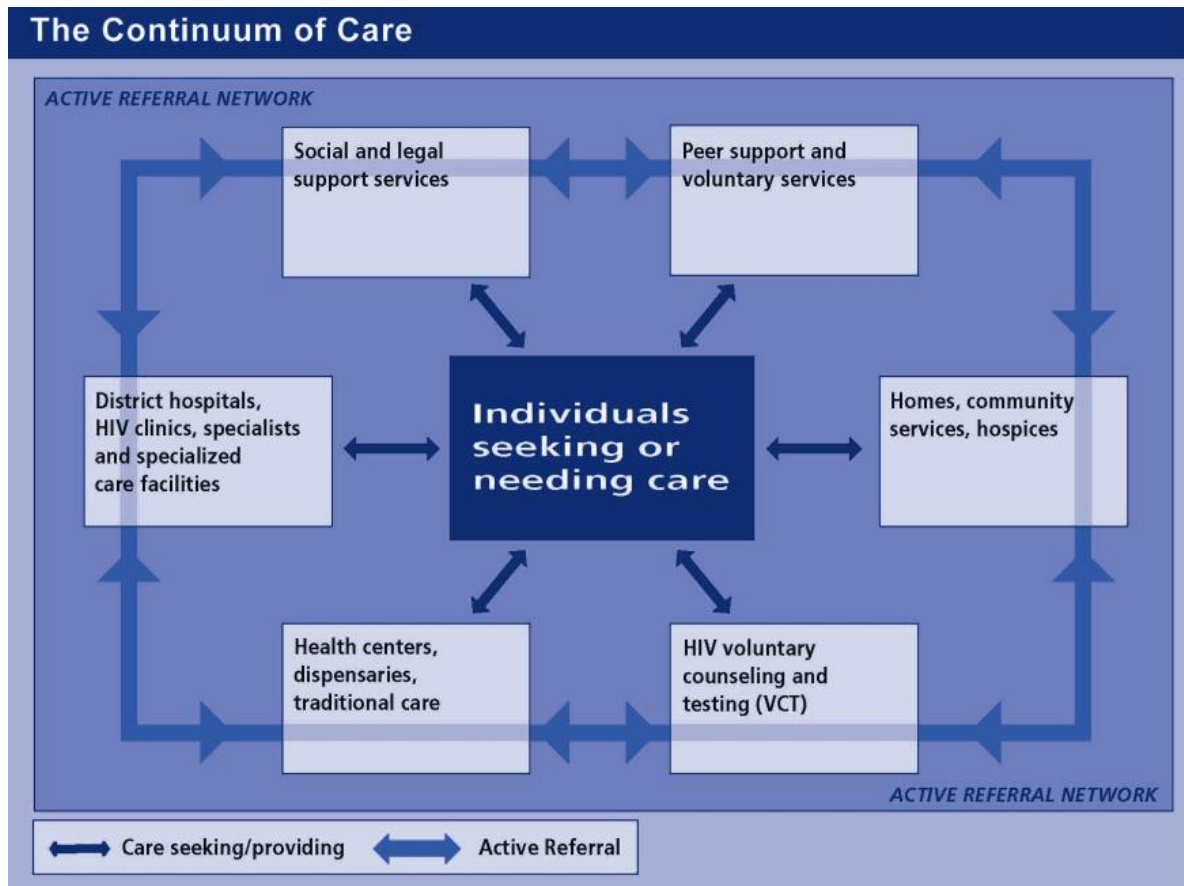 The Continuum of Care
ACTIVE REFERRAL NETWORK
Social and legal
support services
Peer support and
voluntary services
District hospitals,
HIV clinics, specialists
and specialized
care facilities
Individuals
seeking or
needing care
Homes, community
services, hospices
Health centers,
dispensaries,
traditional care
HIV voluntary
counseling and
testing (VCT)
ACTIVE REFERRAL NETWORK
Care seeking/providing
Active Referral